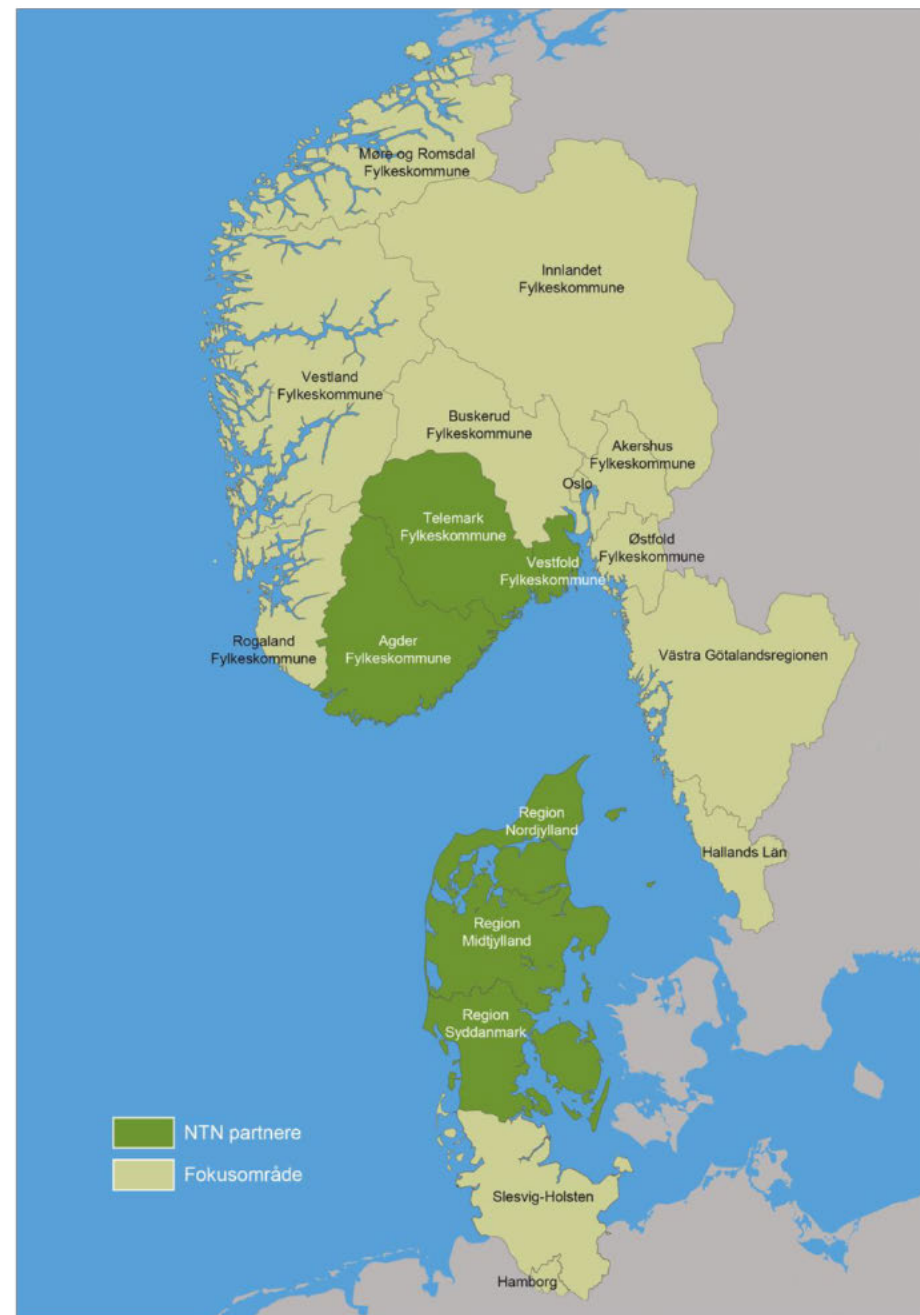 Møre og Romsdal
Fylkeskommune
Innlandet
Fylkeskommune
Vestland
Fylkeskommune
Buskerud
Fylkeskommune
Akershus
Fylkeskommune
Oslo
Telemark
Fylkeskommune
Østfold
Fylkeskommune
Vestfold
Fylkeskommune
Rogaland
Fylkeskommune
Agder
Fylkeskommune
Västra Götalandsregionen
Region
Nordjylland
Hallands Län
Region
Midtjylland
Region
Syddanmark
NTN partnere
Fokusområde
Slesvig-Holsten
Hamborg